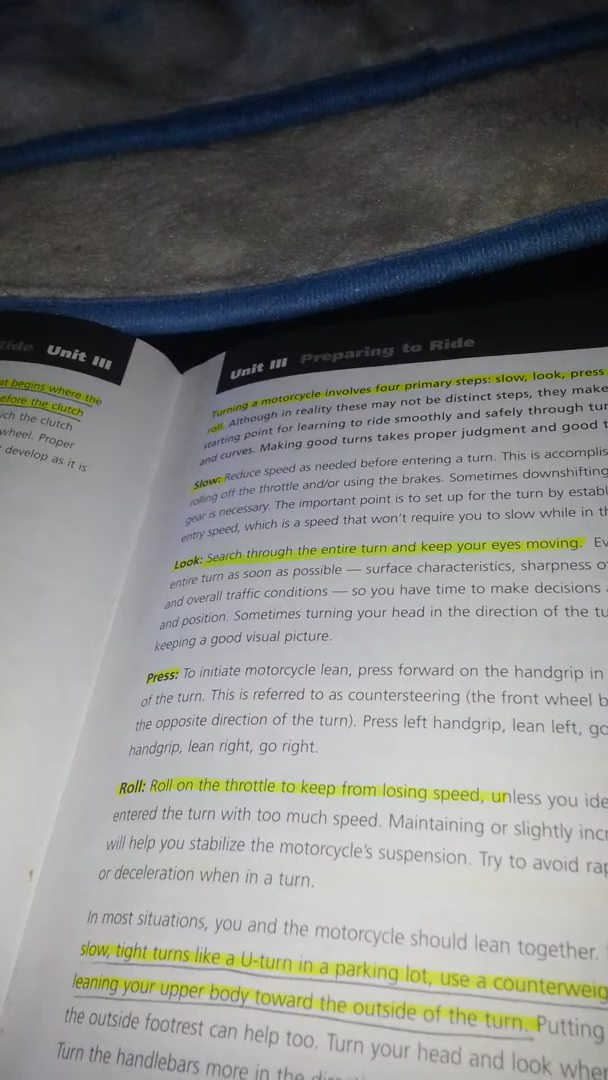 Ride Unit III
at begins where the
efore the clutch
ich the clutch
wheel. Proper
develop as it is
Unit III Preparing to Ride
Turning a motorcycle involves four primary steps: slow, look, press
roll. Although in reality these may not be distinct steps, they make
starting point for learning to ride smoothly and safely through tur
and curves. Making good turns takes proper judgment and good t
Slow: Reduce speed as needed before entering a turn. This is accomplis
rolling off the throttle and/or using the brakes. Sometimes downshifting
gear is necessary. The important point is to set up for the turn by establ
entry speed, which is a speed that won't require you to slow while in th
Look: Search through the entire turn and keep your eyes moving. Ev
entire turn as soon as possible — surface characteristics, sharpness o
and overall traffic conditions — so you have time to make decisions
and position. Sometimes turning your head in the direction of the tu
keeping a good visual picture.
Press: To initiate motorcycle lean, press forward on the handgrip in
of the turn. This is referred to as countersteering (the front wheel b
the opposite direction of the turn). Press left handgrip, lean left, go
handgrip, lean right, go right.
Roll: Roll on the throttle to keep from losing speed, unless you ide
entered the turn with too much speed. Maintaining or slightly incr
will help you stabilize the motorcycle's suspension. Try to avoid rap
or deceleration when in a turn.
In most situations, you and the motorcycle should lean together.
slow, tight turns like a U-turn in a parking lot, use a counterweig
leaning your upper body toward the outside of the turn. Putting
the outside footrest can help too. Turn your head and look wher
Turn the handlebars more in the